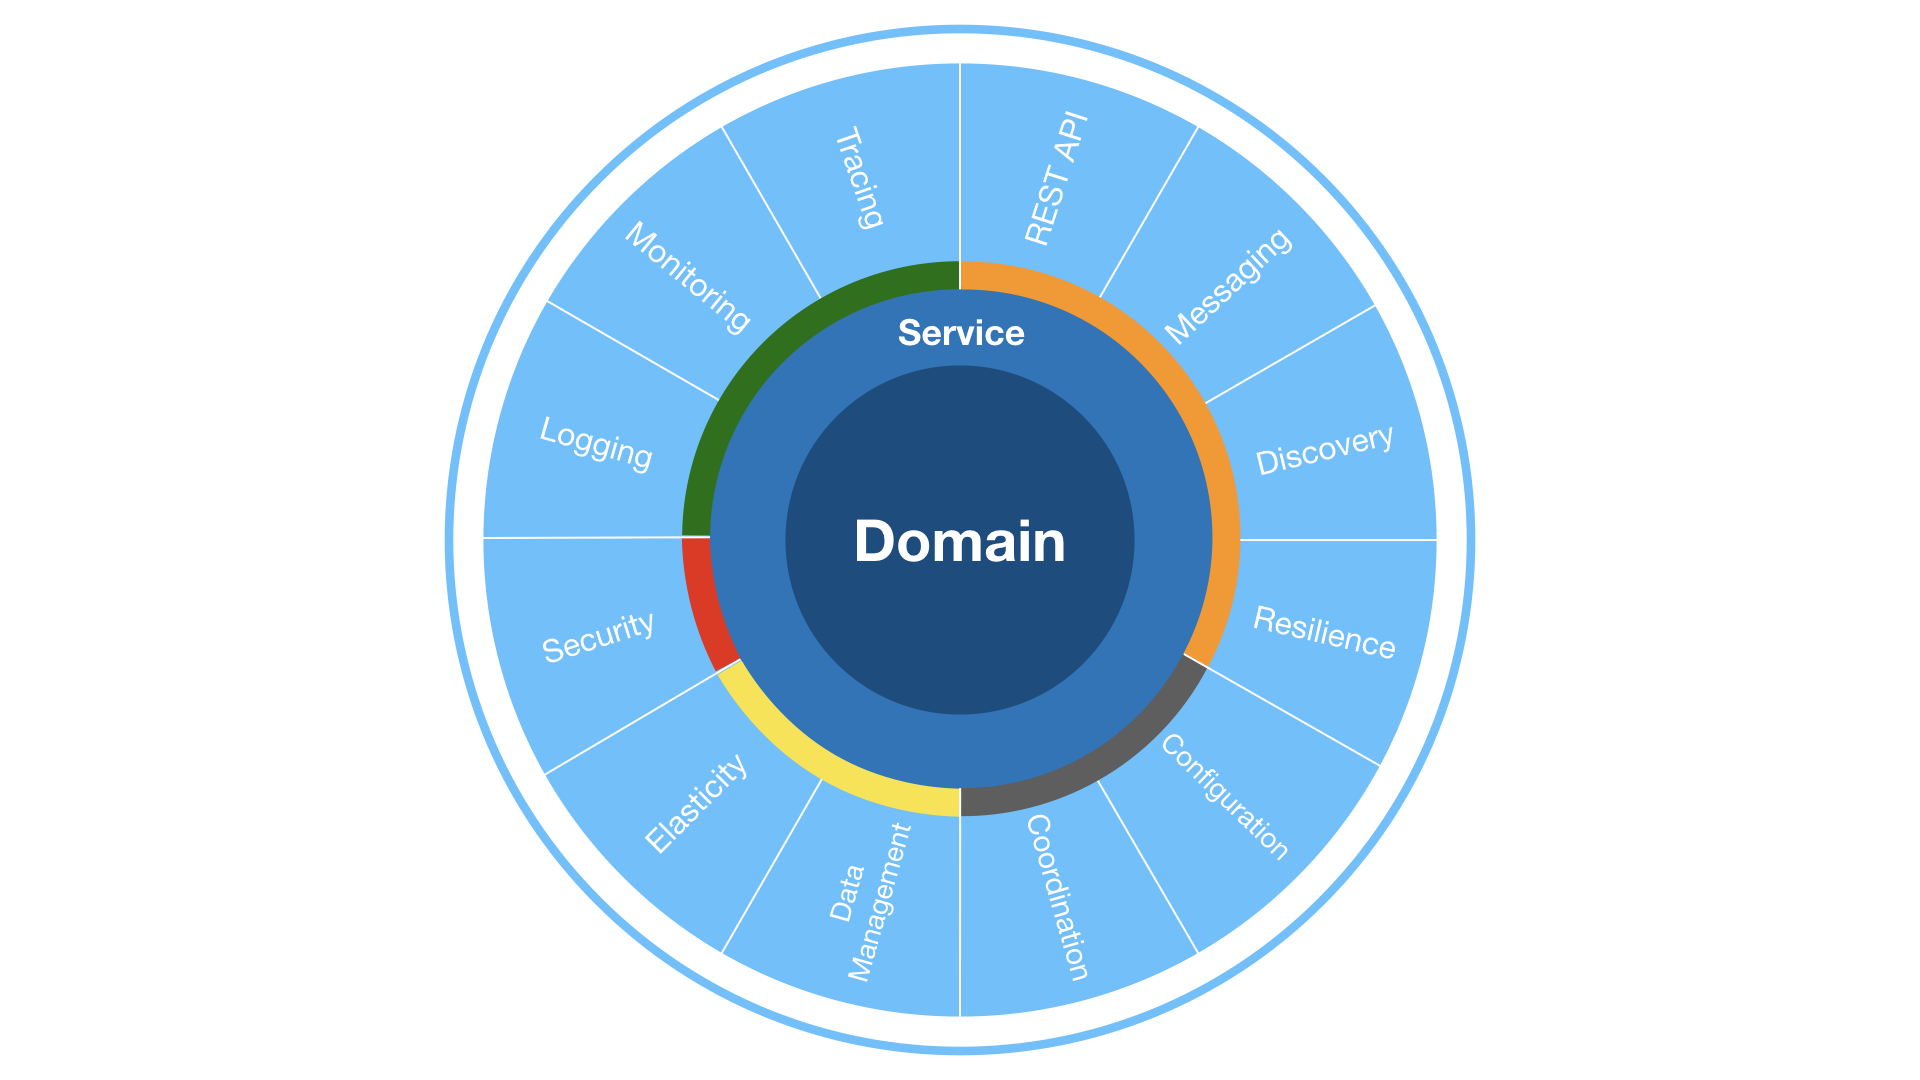 Domain
Service
REST API
Messaging
Discovery
Resilience
Configuration
Coordination
Data
Management
Elasticity
Security
Logging
Monitoring
Tracing